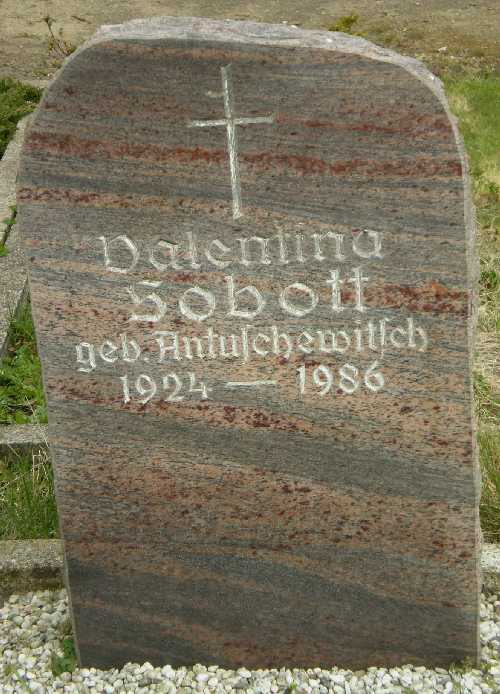 Valentina
Sobott
geb. Antuſchewitſch
1924 — 1986